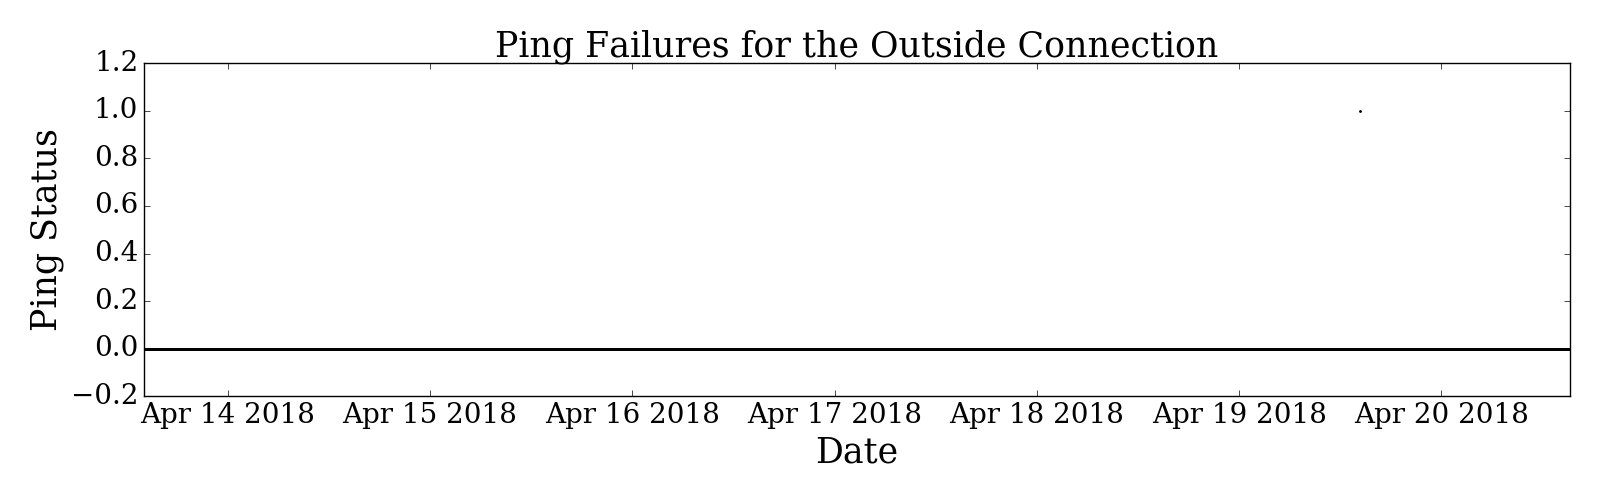 Ping Failures for the Outside Connection
1.2
1.0
0.8
0.6
0.4
0.2
0.0
−0.2
Ping Status
Apr 14 2018 Apr 15 2018 Apr 16 2018 Apr 17 2018 Apr 18 2018 Apr 19 2018 Apr 20 2018
Date